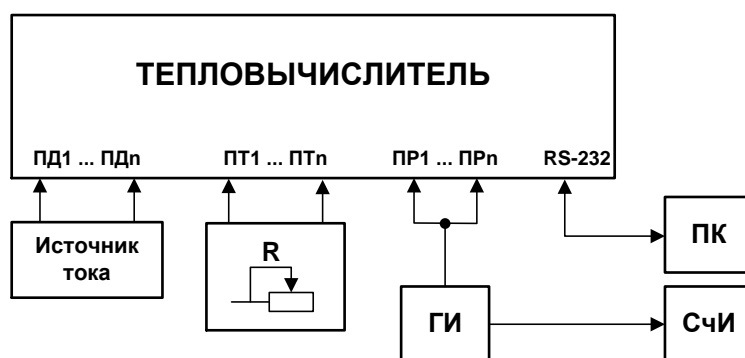 ТЕПЛОВЫЧИСЛИТЕЛЬ
ПД1 ... ПДn ПТ1 ... ПТn ПР1 ... ПРn RS-232
Источник
тока
R
ПК
ГИ
СчИ